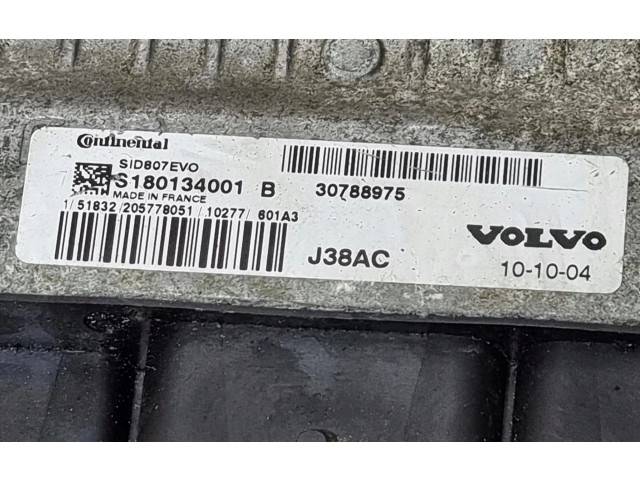 Continental
SID807EVO
S180134001 B
MADE IN FRANCE
1/51832/205778051/10277/601A3
30788975
J38AC
VOLVO
10-10-04